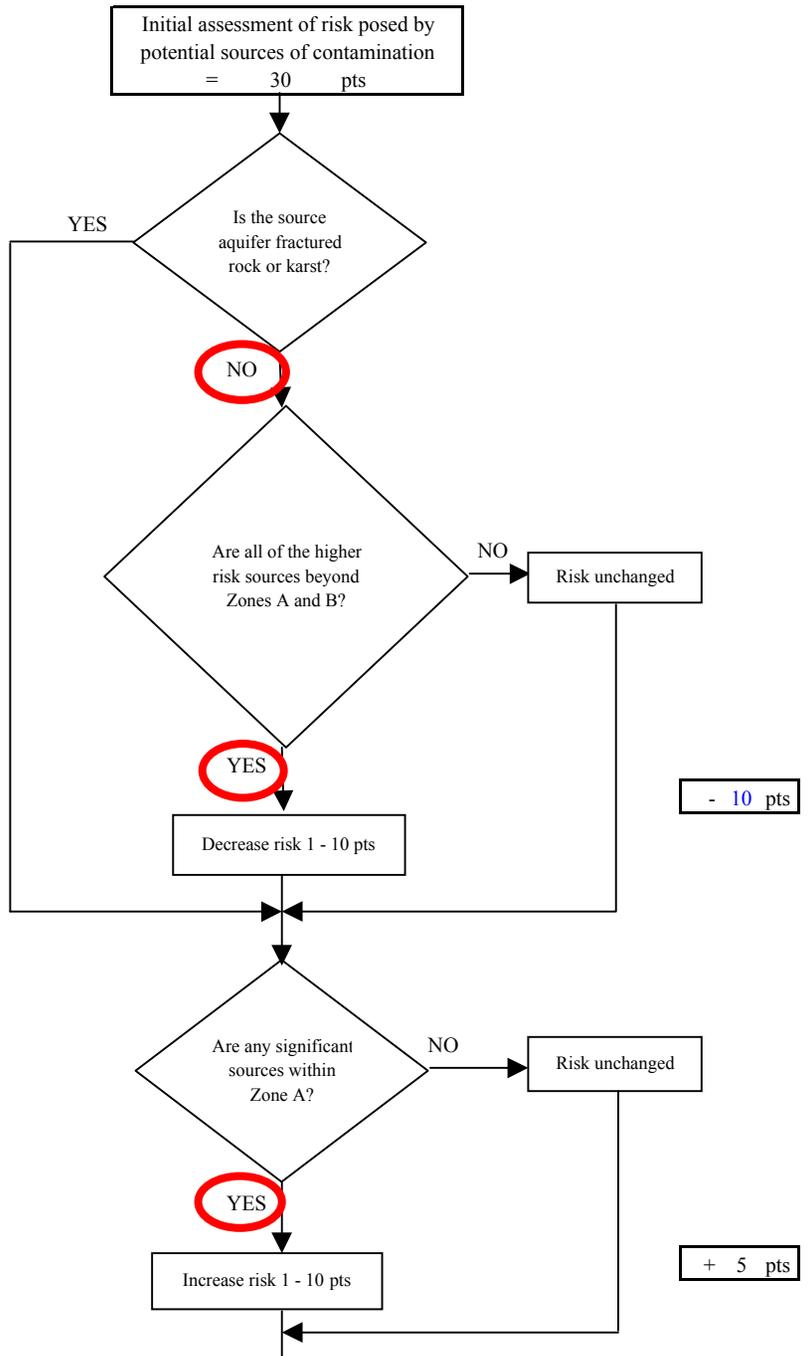 Initial assessment of risk posed by
potential sources of contamination
= 30 pts
YES
Is the source
aquifer fractured
rock or karst?
NO
Are all of the higher
risk sources beyond
Zones A and B?
NO
Risk unchanged
YES
- 10 pts
Decrease risk 1 - 10 pts
Are any significant
sources within
Zone A?
NO
Risk unchanged
YES
+ 5 pts
Increase risk 1 - 10 pts